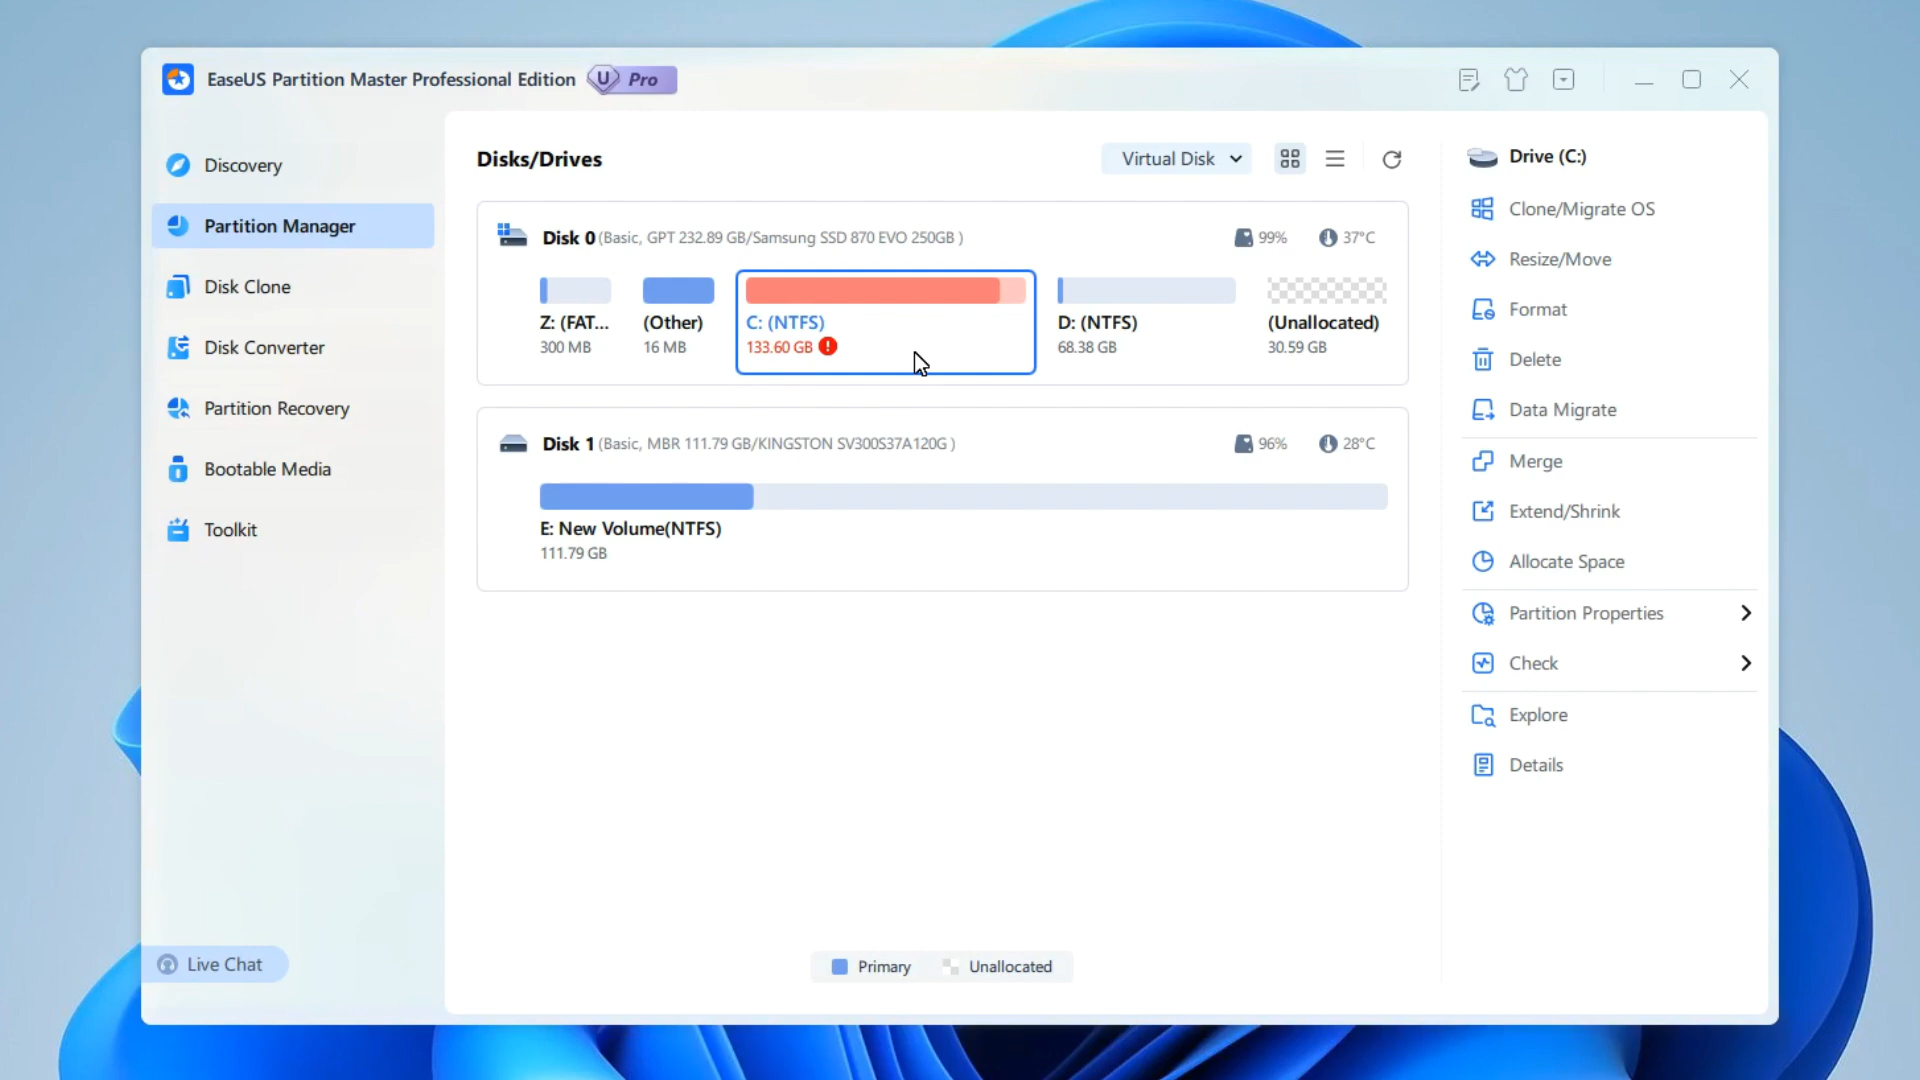 EaseUS Partition Master Professional Edition U Pro
Discovery
Partition Manager
Disk Clone
Disk Converter
Partition Recovery
Bootable Media
Toolkit
Live Chat
Disks/Drives
Virtual Disk
Disk 0 (Basic, GPT 232.89 GB/Samsung SSD 870 EVO 250GB )
99%
37°C
Z: (FAT...
300 MB
(Other)
16 MB
C: (NTFS)
133.60 GB !
D: (NTFS)
68.38 GB
(Unallocated)
30.59 GB
Disk 1 (Basic, MBR 111.79 GB/KINGSTON SV300S37A120G )
96%
28°C
E: New Volume(NTFS)
111.79 GB
Primary
Unallocated
Drive (C:)
Clone/Migrate OS
Resize/Move
Format
Delete
Data Migrate
Merge
Extend/Shrink
Allocate Space
Partition Properties
Check
Explore
Details